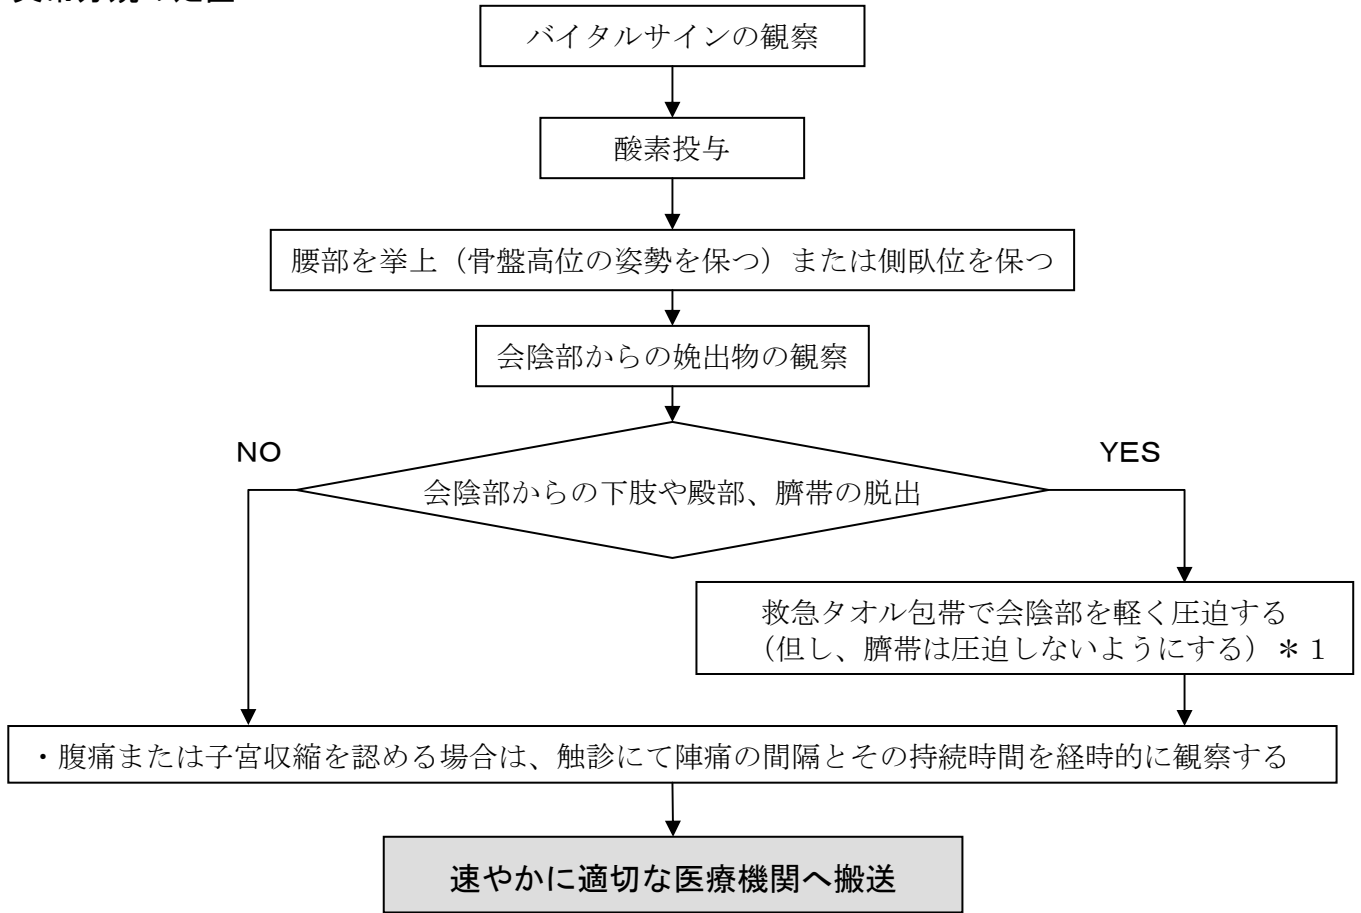 バイタルサインの観察
酸素投与
腰部を挙上（骨盤高位の姿勢を保つ）または側臥位を保つ
会陰部からの娩出物の観察
NO
YES
会陰部からの下肢や殿部、臍帯の脱出
救急タオル包帯で会陰部を軽く圧迫する
（但し、臍帯は圧迫しないようにする）＊１
・腹痛または子宮収縮を認める場合は、触診にて陣痛の間隔とその持続時間を経時的に観察する
速やかに適切な医療機関へ搬送